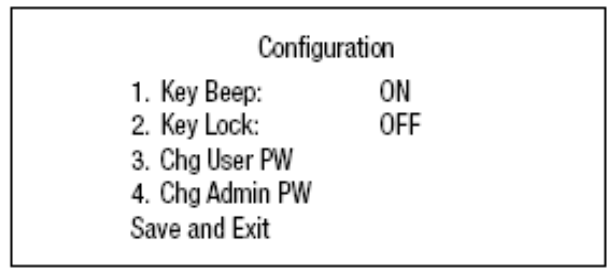 Configuration
1. Key Beep: ON
2. Key Lock: OFF
3. Chg User PW
4. Chg Admin PW
Save and Exit